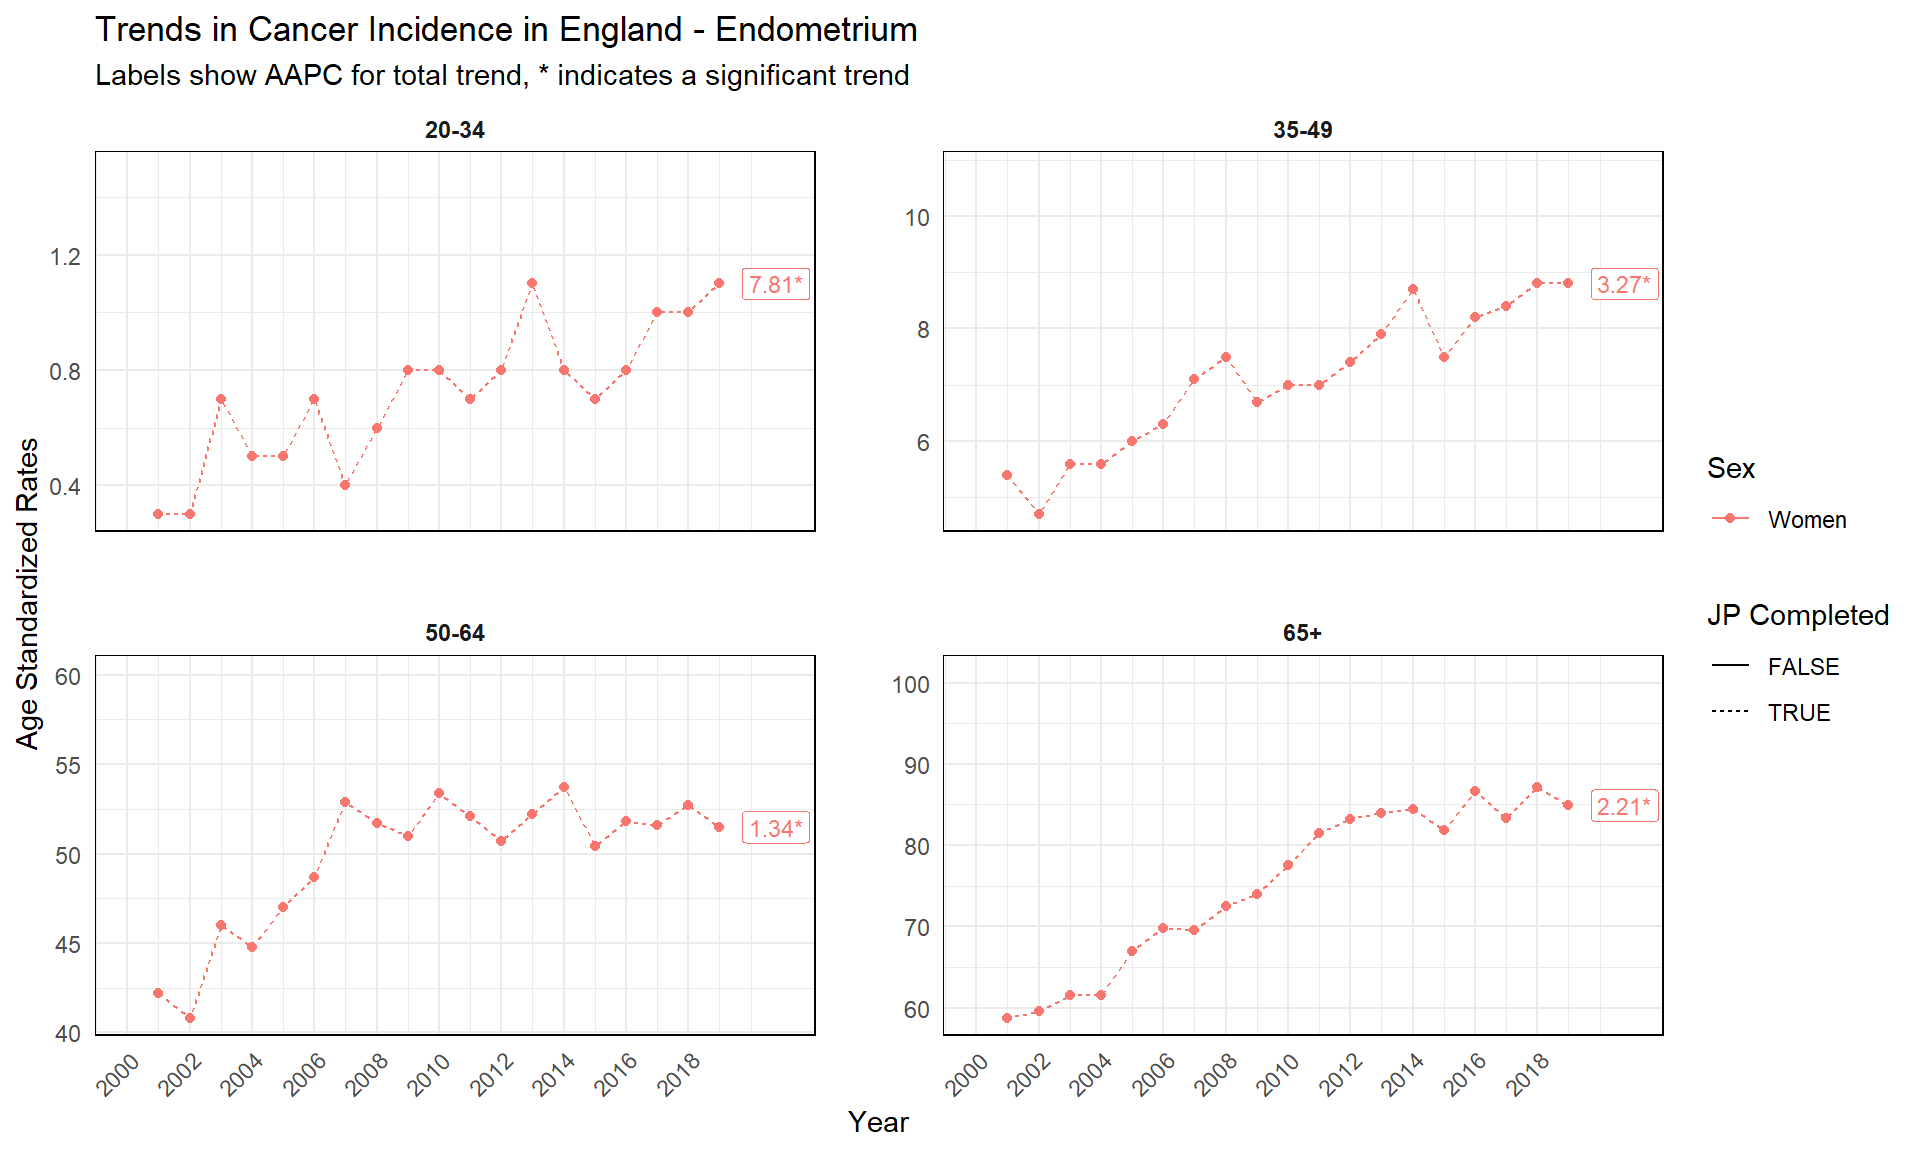 Trends in Cancer Incidence in England - Endometrium
Labels show AAPC for total trend, * indicates a significant trend
20-34
35-49
1.2
0.8
0.4
7.81*
10
8
6
3.27*
Age Standardized Rates
50-64
65+
60
55
50
45
40
1.34*
100
90
80
70
60
2.21*
2000 2002 2004 2006 2008 2010 2012 2014 2016 2018
2000 2002 2004 2006 2008 2010 2012 2014 2016 2018
Year
Sex
Women
JP Completed
FALSE
TRUE